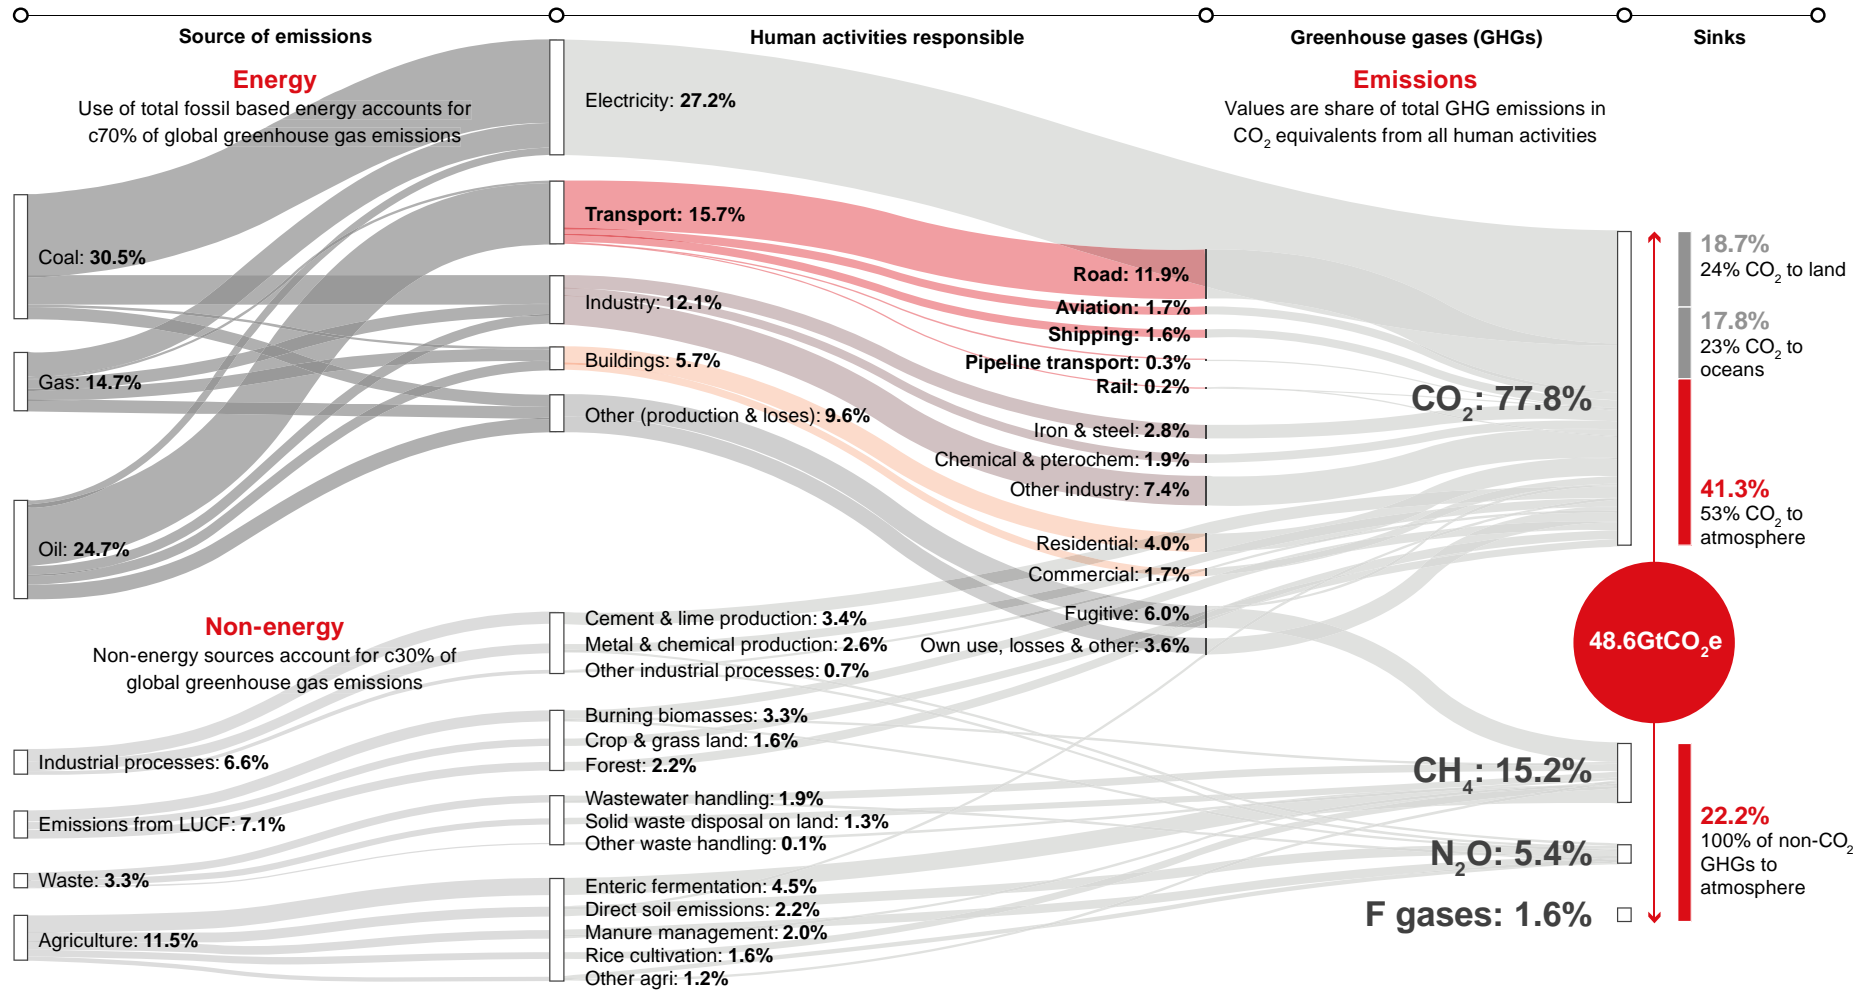 Source of emissions
Human activities responsible
Greenhouse gases (GHGs)
Sinks
Energy
Use of total fossil based energy accounts for
c70% of global greenhouse gas emissions
Emissions
Values are share of total GHG emissions in
CO2 equivalents from all human activities
Coal: 30.5%
Gas: 14.7%
Oil: 24.7%
Non-energy
Non-energy sources account for c30% of
global greenhouse gas emissions
Industrial processes: 6.6%
Emissions from LUCF: 7.1%
Waste: 3.3%
Agriculture: 11.5%
Electricity: 27.2%
Transport: 15.7%
Industry: 12.1%
Buildings: 5.7%
Other (production & loses): 9.6%
Cement & lime production: 3.4%
Metal & chemical production: 2.6%
Other industrial processes: 0.7%
Burning biomasses: 3.3%
Crop & grass land: 1.6%
Forest: 2.2%
Wastewater handling: 1.9%
Solid waste disposal on land: 1.3%
Other waste handling: 0.1%
Enteric fermentation: 4.5%
Direct soil emissions: 2.2%
Manure management: 2.0%
Rice cultivation: 1.6%
Other agri: 1.2%
Road: 11.9%
Aviation: 1.7%
Shipping: 1.6%
Pipeline transport: 0.3%
Rail: 0.2%
Iron & steel: 2.8%
Chemical & pterochem: 1.9%
Other industry: 7.4%
Residential: 4.0%
Commercial: 1.7%
Fugitive: 6.0%
Own use, losses & other: 3.6%
CO2: 77.8%
CH4: 15.2%
N2O: 5.4%
F gases: 1.6%
18.7%
24% CO2 to land
17.8%
23% CO2 to
oceans
41.3%
53% CO2 to
atmosphere
48.6GtCO2e
22.2%
100% of non-CO2
GHGs to
atmosphere